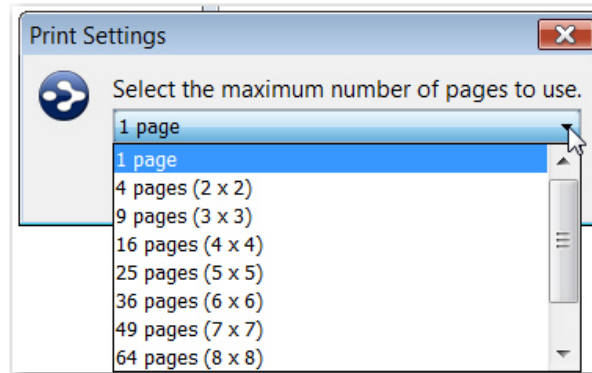 Print Settings
Select the maximum number of pages to use.
1 page
1 page
4 pages (2 x 2)
9 pages (3 x 3)
16 pages (4 x 4)
25 pages (5 x 5)
36 pages (6 x 6)
49 pages (7 x 7)
64 pages (8 x 8)